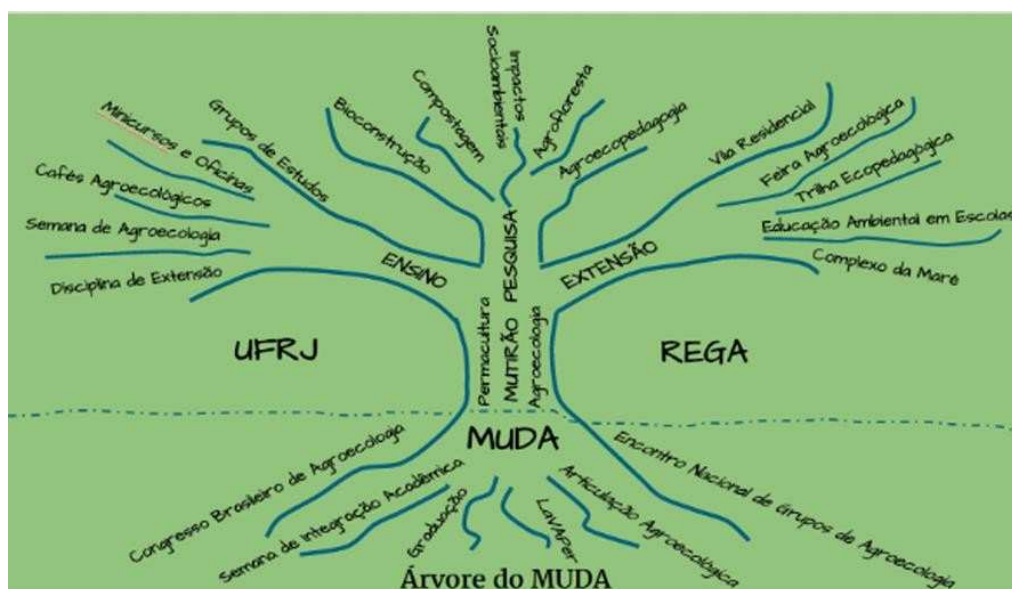 Minicursos e Oficinas
Grupos de Estudos
Cafés Agroecológicos
Semana de Agroecologia
Disciplina de Extensão
ENSINO
Bioconstrução
Compostagem
Impactos
Socioambientais
Agrofloresta
Agroecopedagogia
PESQUISA
Vila Residencial
Feira Agroecológica
Trilha Ecopedagógica
Educação Ambiental em Escolas
Complexo da Maré
EXTENSÃO
UFRJ
Permacultura
MUTIRÃO
Agroecologia
REGA
MUDA
Congresso Brasileiro de Agroecologia
Semana de Integração Acadêmica
Graduação
LaVAPer
Articulação Agroecológica
Encontro Nacional de Grupos de Agroecologia
Árvore do MUDA